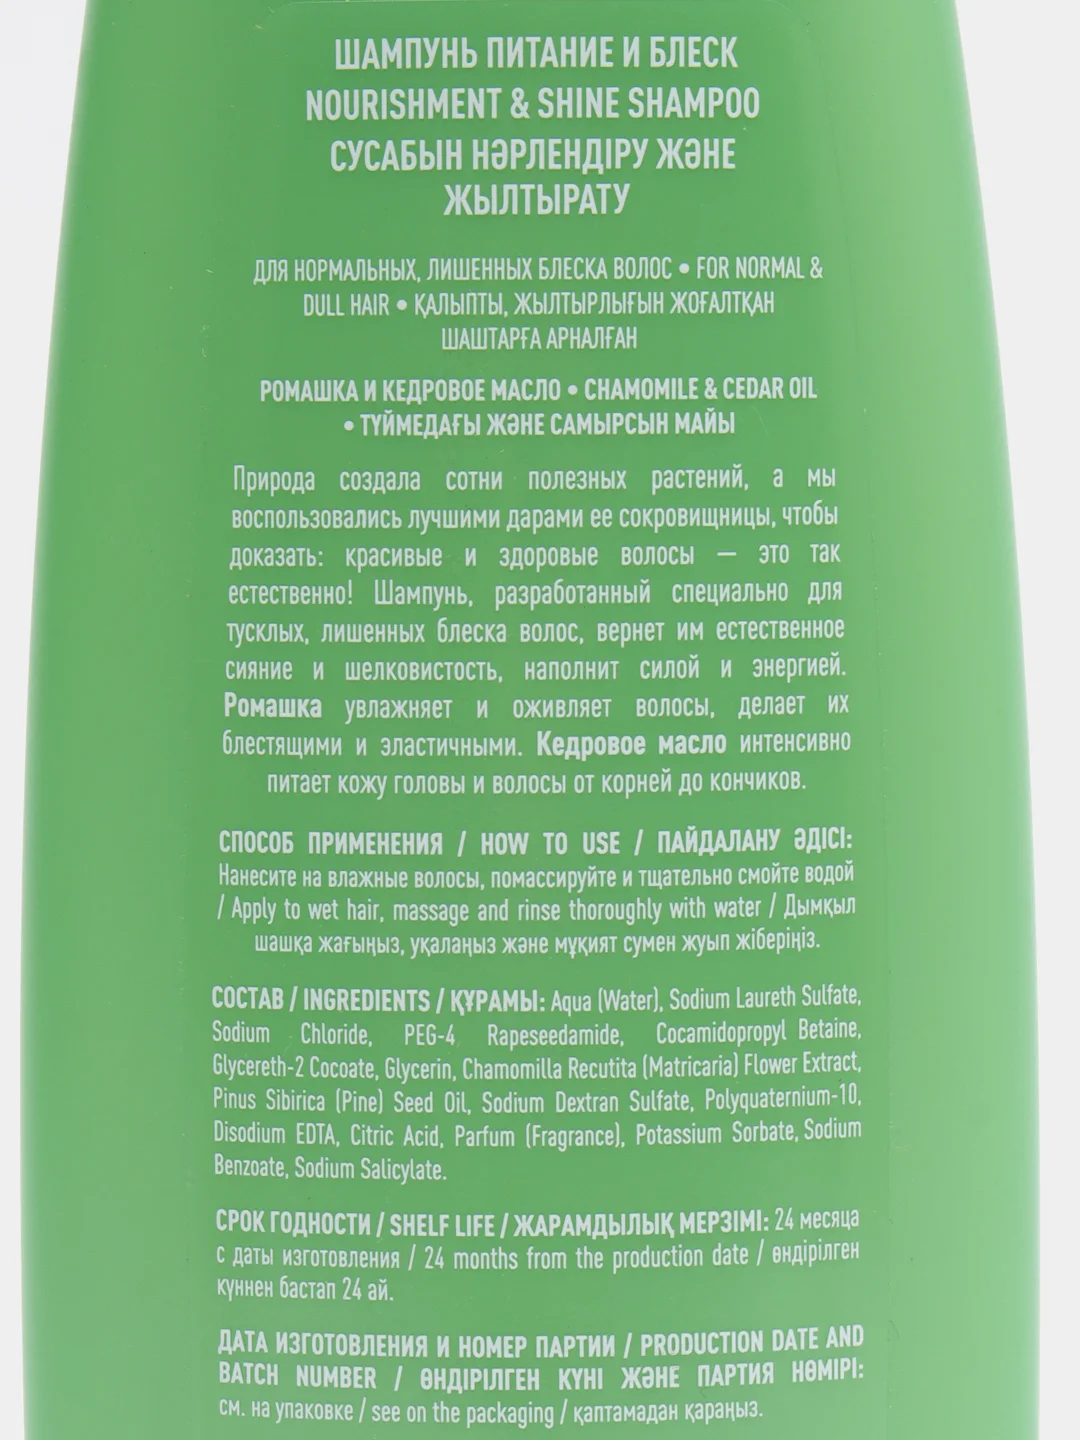 ШАМПУНЬ ПИТАНИЕ И БЛЕСК
NOURISHMENT & SHINE SHAMPOO
СУСАБЫН НӘРЛЕНДІРУ ЖӘНЕ
ЖЫЛТЫРАТУ
ДЛЯ НОРМАЛЬНЫХ, ЛИШЕННЫХ БЛЕСКА ВОЛОС • FOR NORMAL &
DULL HAIR • ҚАЛЫПТЫ, ЖЫЛТЫРЛЫҒЫН ЖОҒАЛТҚАН
ШАШТАРҒА АРНАЛҒАН
РОМАШКА И КЕДРОВОЕ МАСЛО • CHAMOMILE & CEDAR OIL
• ТҮЙМЕДАҒЫ ЖӘНЕ САМЫРСЫН МАЙЫ
Природа создала сотни полезных растений, а мы
воспользовались лучшими дарами ее сокровищницы, чтобы
доказать: красивые и здоровые волосы — это так
естественно! Шампунь, разработанный специально для
тусклых, лишенных блеска волос, вернет им естественное
сияние и шелковистость, наполнит силой и энергией.
Ромашка увлажняет и оживляет волосы, делает их
блестящими и эластичными. Кедровое масло интенсивно
питает кожу головы и волосы от корней до кончиков.
СПОСОБ ПРИМЕНЕНИЯ / HOW TO USE / ПАЙДАЛАНУ ӘДІСІ:
Нанесите на влажные волосы, помассируйте и тщательно смойте водой
/ Apply to wet hair, massage and rinse thoroughly with water / Дымқыл
шашқа жағыңыз, уқалаңыз және мұқият сумен жуып жіберіңіз.
СОСТАВ / INGREDIENTS / ҚҰРАМЫ: Aqua (Water), Sodium Laureth Sulfate,
Sodium Chloride, PEG-4 Rapeseedamide, Cocamidopropyl Betaine,
Glycereth-2 Cocoate, Glycerin, Chamomilla Recutita (Matricaria) Flower Extract,
Pinus Sibirica (Pine) Seed Oil, Sodium Dextran Sulfate, Polyquaternium-10,
Disodium EDTA, Citric Acid, Parfum (Fragrance), Potassium Sorbate, Sodium
Benzoate, Sodium Salicylate.
СРОК ГОДНОСТИ / SHELF LIFE / ЖАРАМДЫЛЫҚ МЕРЗІМІ: 24 месяца
с даты изготовления / 24 months from the production date / өндірілген
күннен бастап 24 ай.
ДАТА ИЗГОТОВЛЕНИЯ И НОМЕР ПАРТИИ / PRODUCTION DATE AND
BATCH NUMBER / ӨНДІРІЛГЕН КҮНІ ЖӘНЕ ПАРТИЯ НӨМІРІ:
см. на упаковке / see on the packaging / қаптамадан қараңыз.